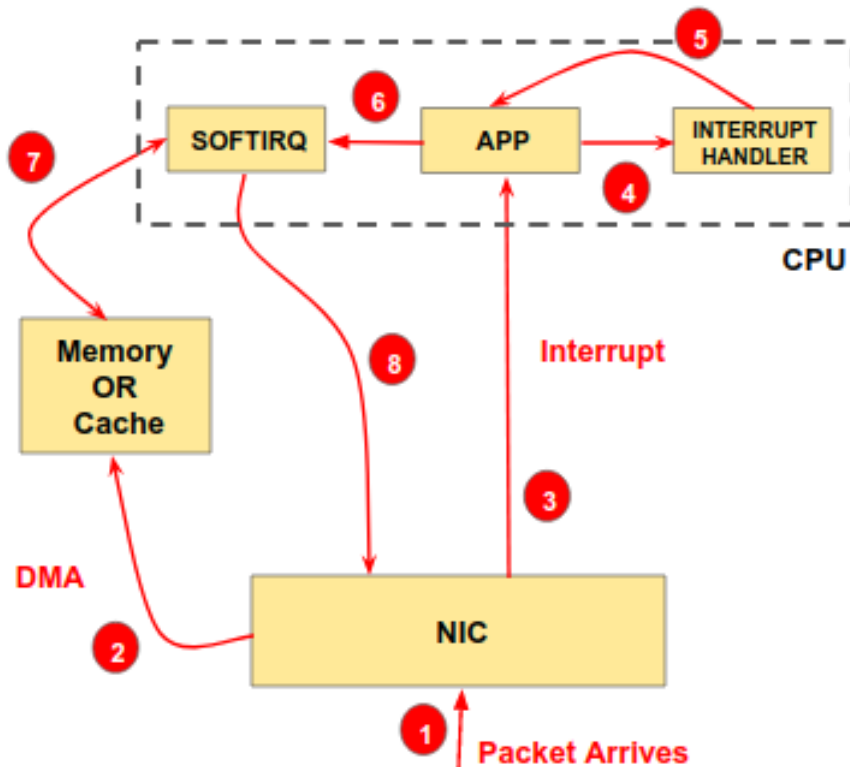 5
6
SOFTIRQ
APP
INTERRUPT
HANDLER
7
4
CPU
Memory
OR
Cache
8
Interrupt
3
DMA
2
NIC
1
Packet Arrives